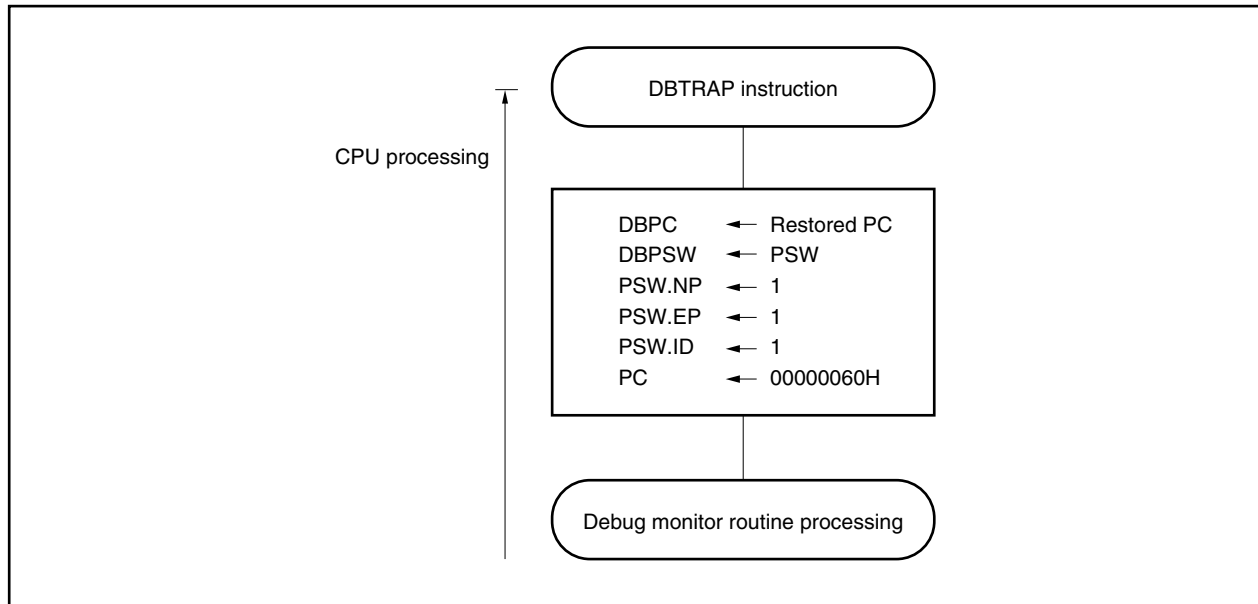 DBTRAP instruction
CPU processing
DBPC ← Restored PC
DBPSW ← PSW
PSW.NP ← 1
PSW.EP ← 1
PSW.ID ← 1
PC ← 00000060H
Debug monitor routine processing